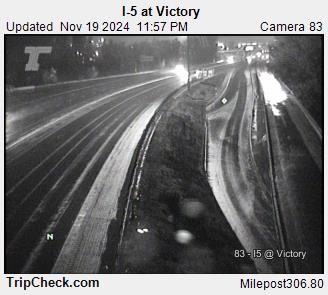 I-5 at Victory
Updated Nov 19 2024 11:57 PM Camera 83
T
N
83 - I5 @ Victory
TripCheck.com Milepost306.80